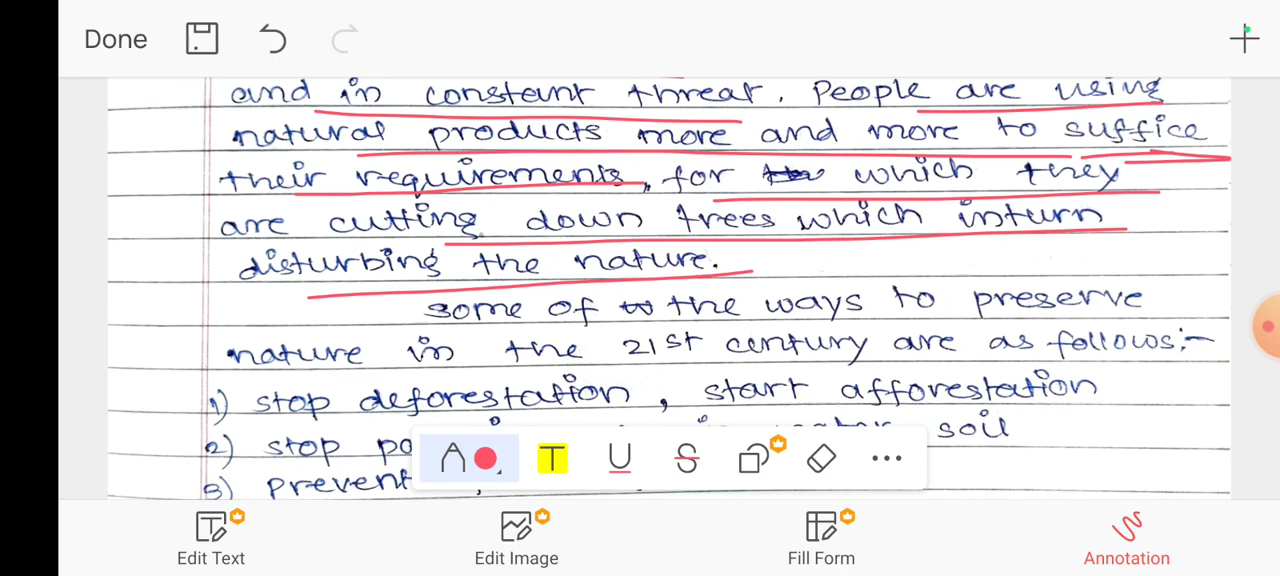 Done
and in constant threat. People are using
natural products more and more to suffice
their requirements, for which they
are cutting down trees which inturn
disturbing the nature.
some of the ways to preserve
nature in the 21st century are as follows:-
1) stop deforestation, start afforestation
2) stop soil
3) prevent
Edit Text
Edit Image
Fill Form
Annotation